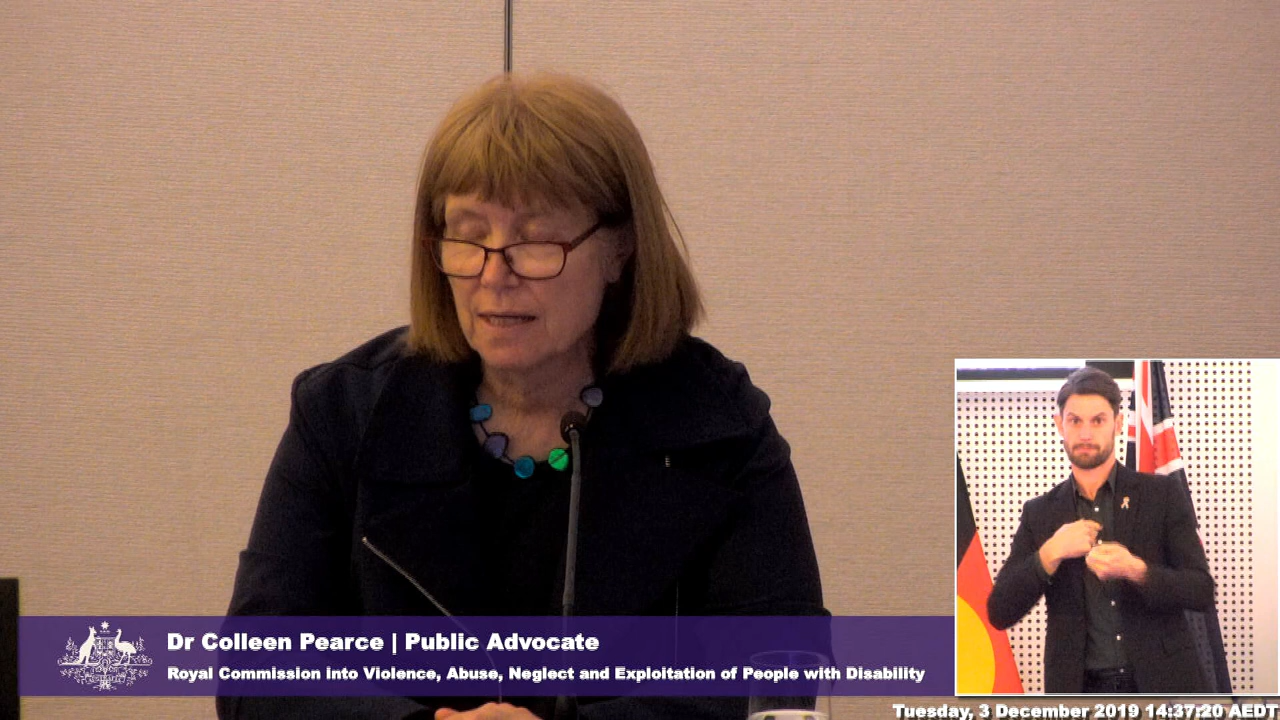 Dr Colleen Pearce | Public Advocate
Royal Commission into Violence, Abuse, Neglect and Exploitation of People with Disability
Tuesday, 3 December 2019 14:37:20 AEDT